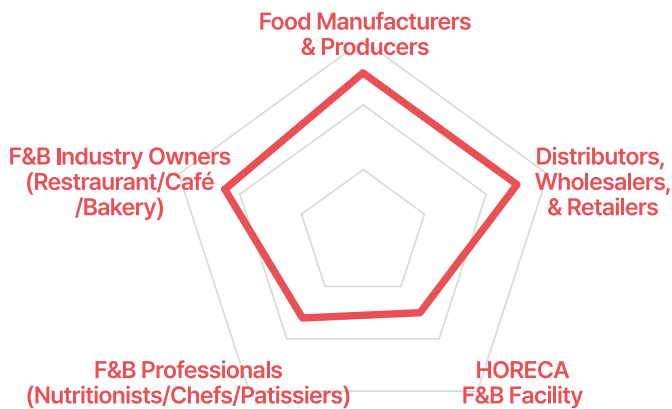 Food Manufacturers
& Producers
F&B Industry Owners
(Restraurant/Café
/Bakery)
Distributors,
Wholesalers,
& Retailers
F&B Professionals
(Nutritionists/Chefs/Patissiers)
HORECA
F&B Facility